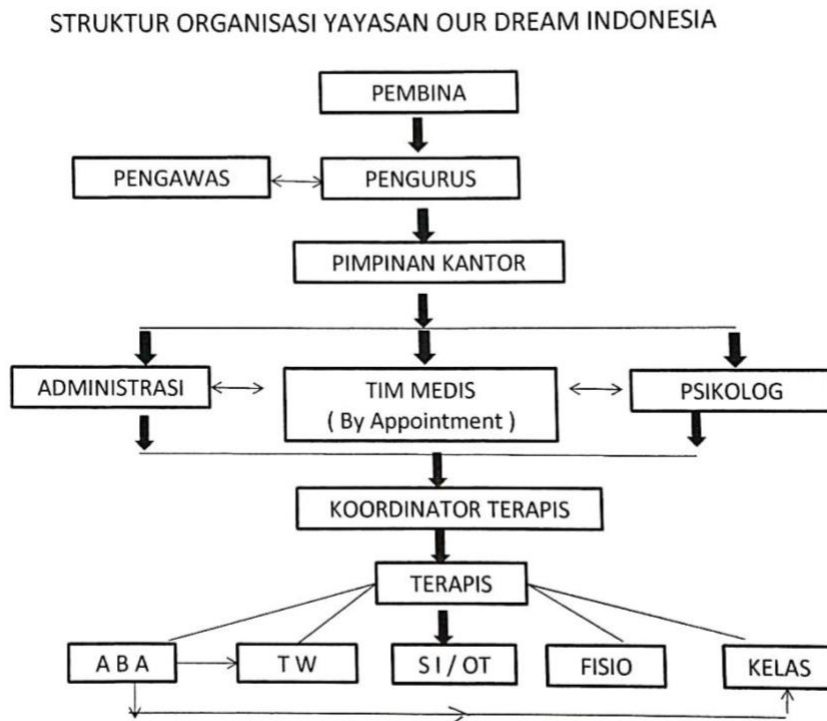 STRUKTUR ORGANISASI YAYASAN OUR DREAM INDONESIA
PEMBINA
PENGAWAS
PENGURUS
PIMPINAN KANTOR
ADMINISTRASI
TIM MEDIS
( By Appointment )
PSIKOLOG
KOORDINATOR TERAPIS
TERAPIS
A B A
T W
S I / OT
FISIO
KELAS